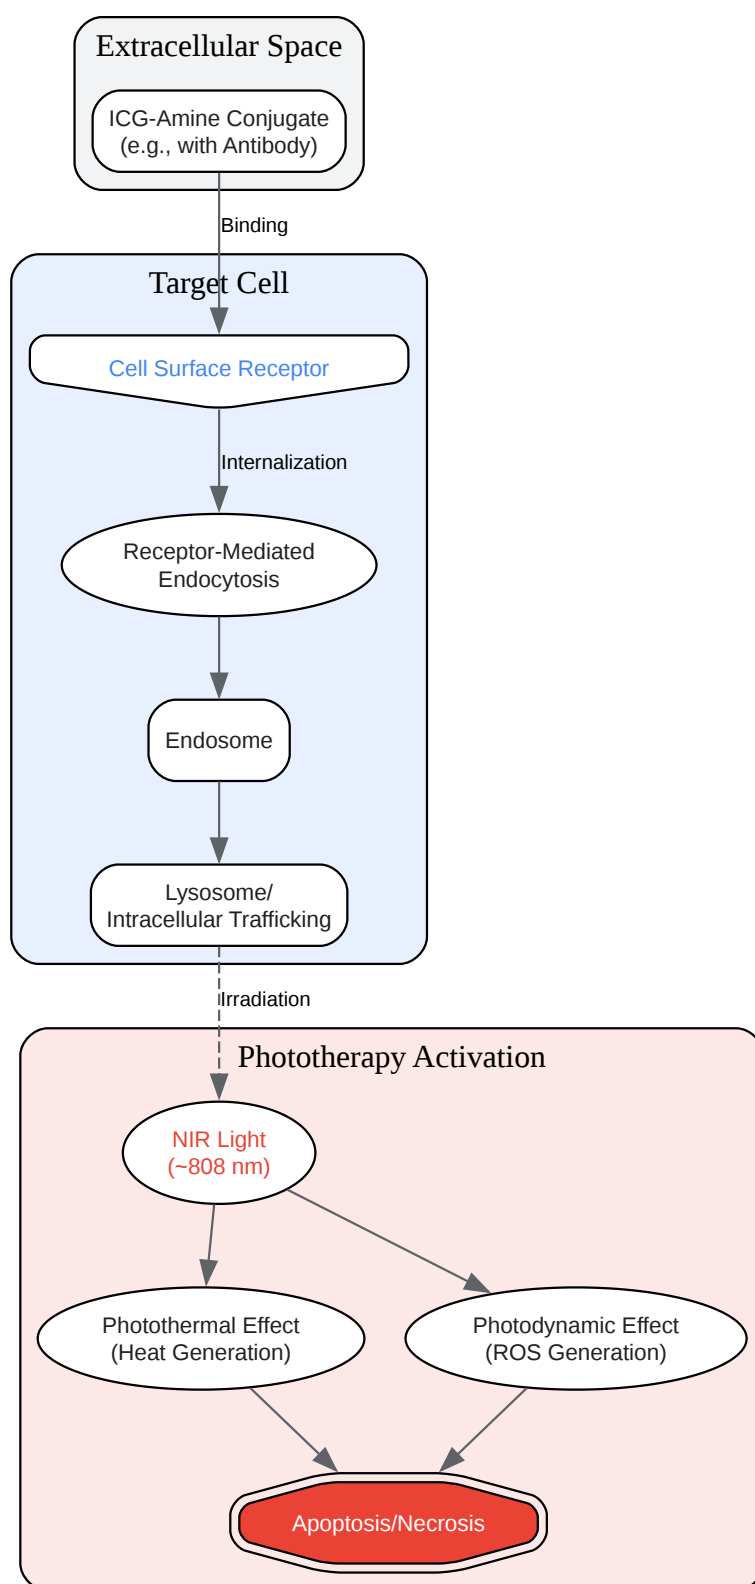 Extracellular Space
ICG-Amine Conjugate
(e.g., with Antibody)
Binding
Target Cell
Cell Surface Receptor
Internalization
Receptor-Mediated
Endocytosis
Endosome
Lysosome/
Intracellular Trafficking
Irradiation
Phototherapy Activation
NIR Light
(~808 nm)
Photothermal Effect
(Heat Generation)
Photodynamic Effect
(ROS Generation)
Apoptosis/Necrosis